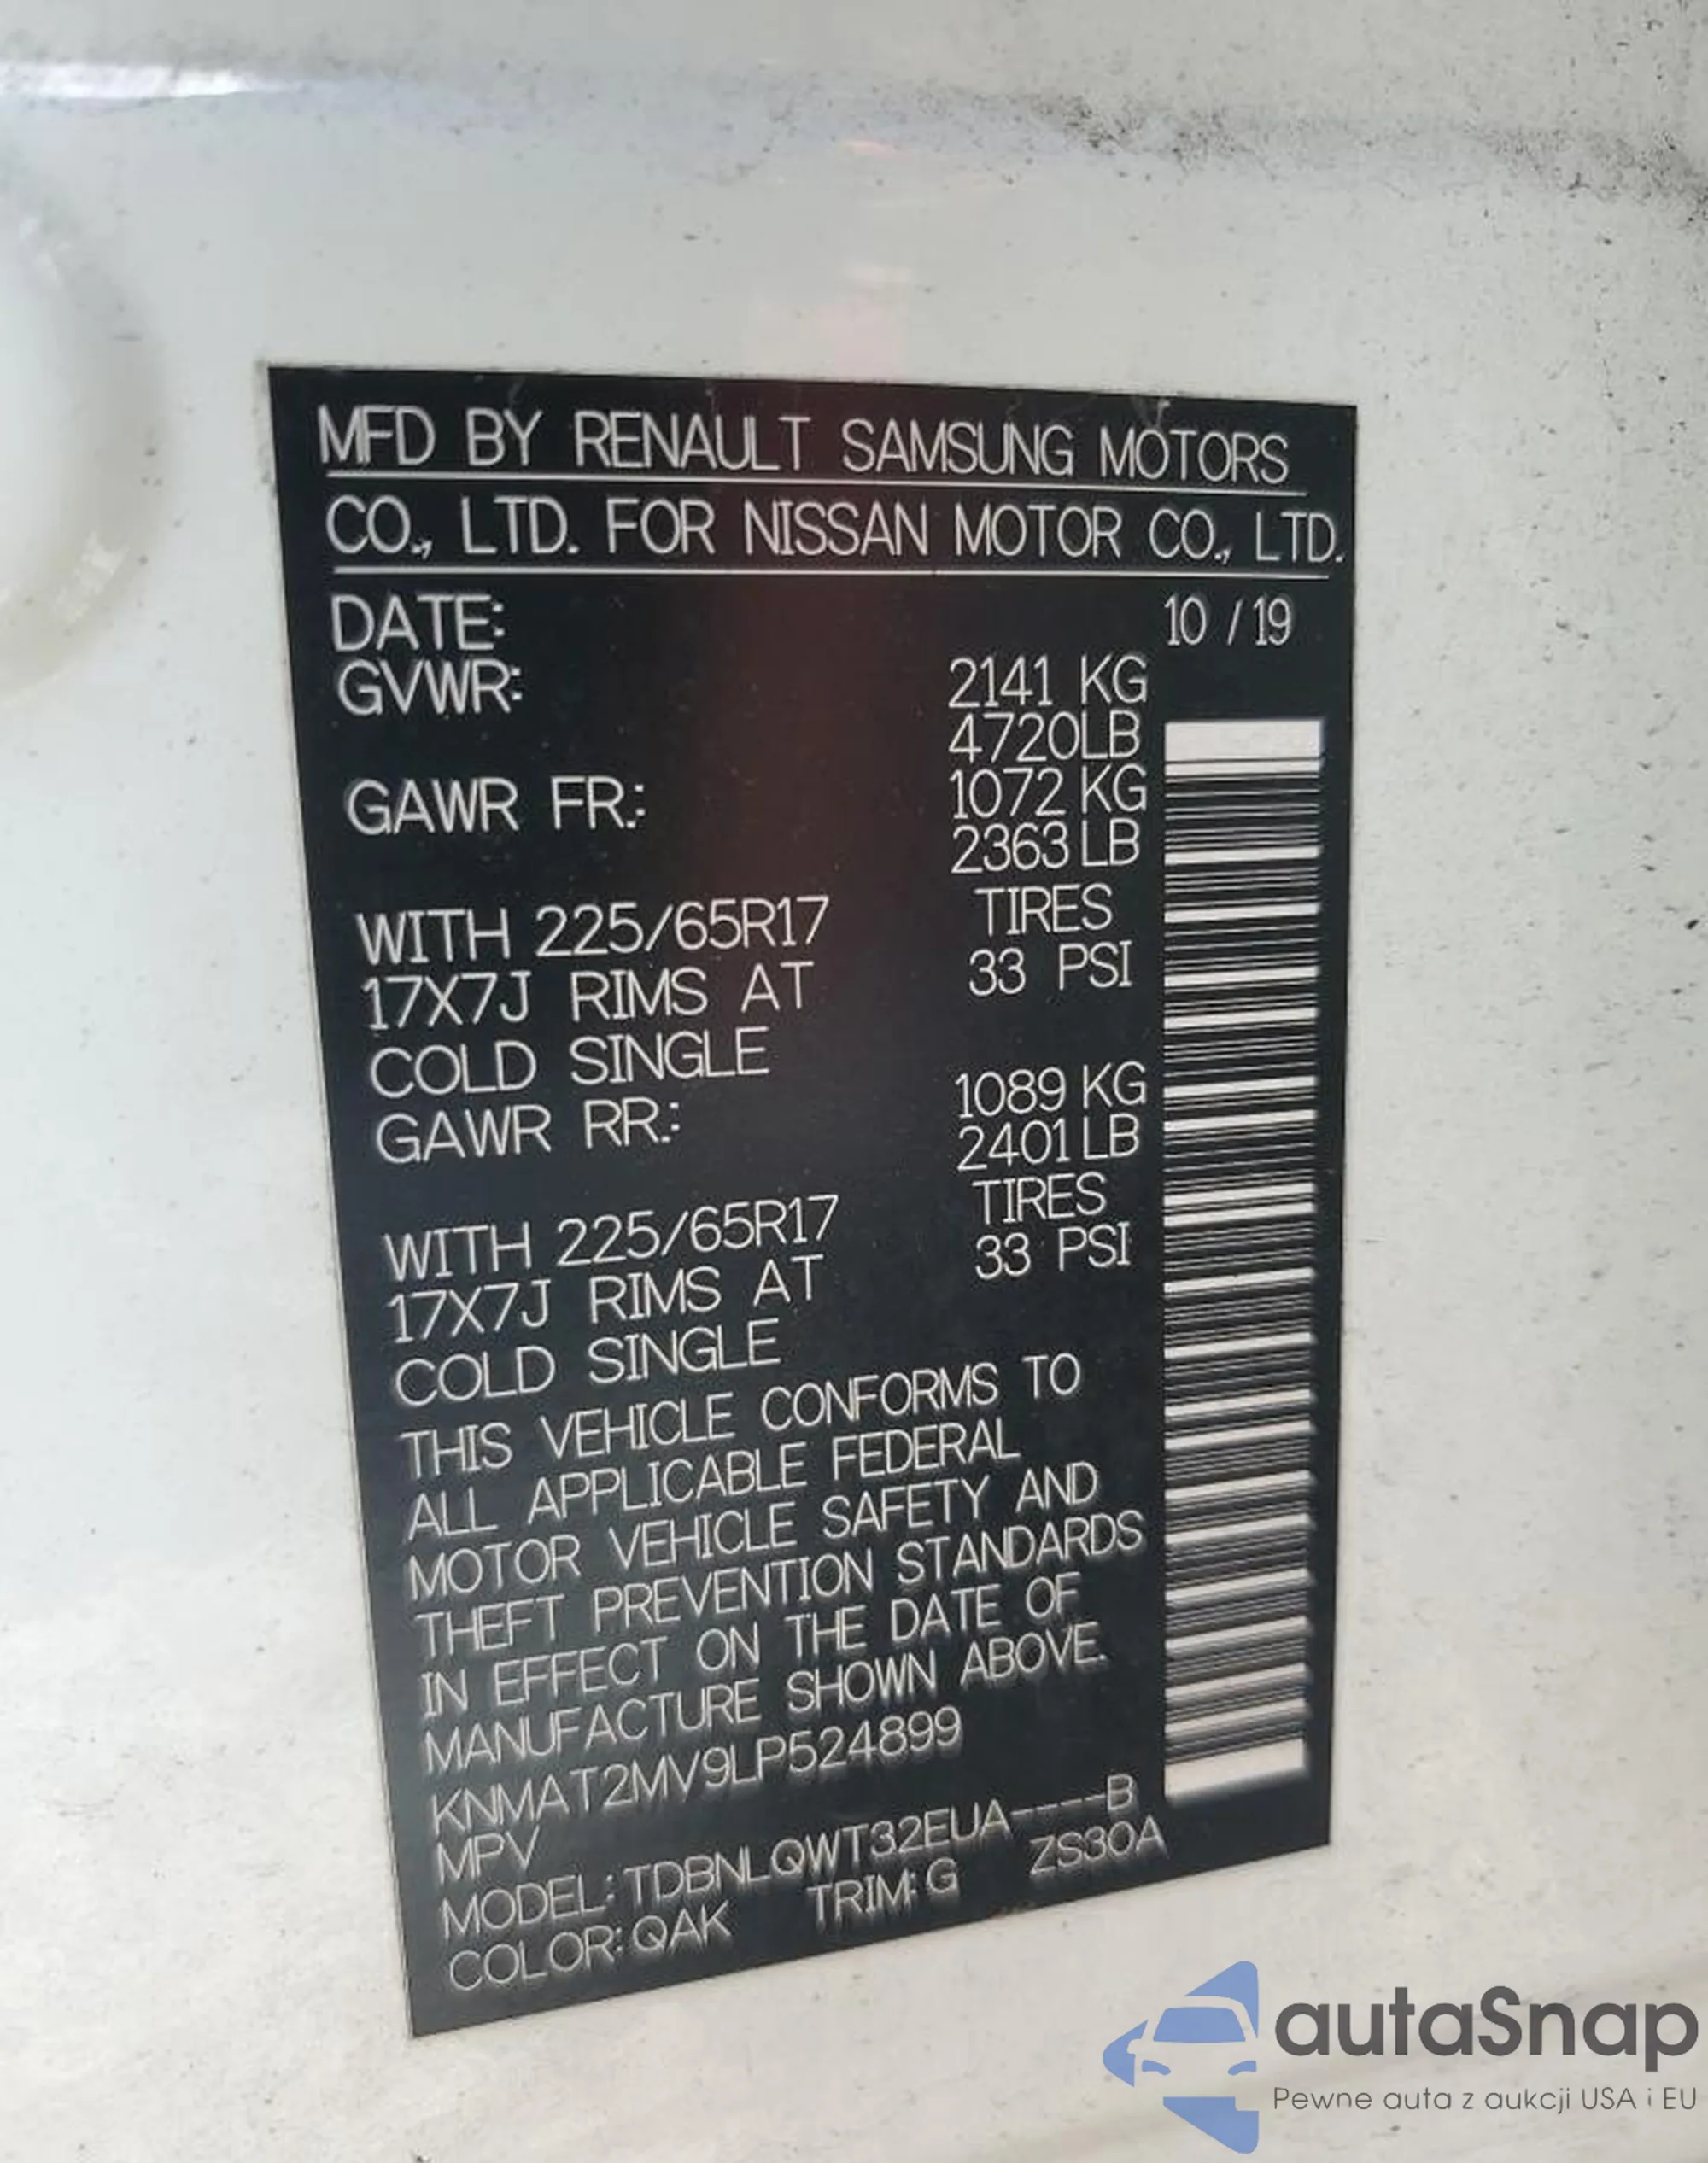 MFD BY RENAULT SAMSUNG MOTORS
CO., LTD. FOR NISSAN MOTOR CO., LTD.
DATE: 10 / 19
GVWR: 2141 KG
4720LB
GAWR FR.: 1072 KG
2363 LB
WITH 225/65R17 TIRES
17X7J RIMS AT 33 PSI
COLD SINGLE
GAWR RR.: 1089 KG
2401 LB
WITH 225/65R17 TIRES
17X7J RIMS AT 33 PSI
COLD SINGLE
THIS VEHICLE CONFORMS TO
ALL APPLICABLE FEDERAL
MOTOR VEHICLE SAFETY AND
THEFT PREVENTION STANDARDS
IN EFFECT ON THE DATE OF
MANUFACTURE SHOWN ABOVE.
KNMAT2MV9LP524899
MPV
MODEL: TDBNLQWT32EUA----B
COLOR: QAK TRIM: G ZS30A
autaSnap
Pewne auta z aukcji USA i EU